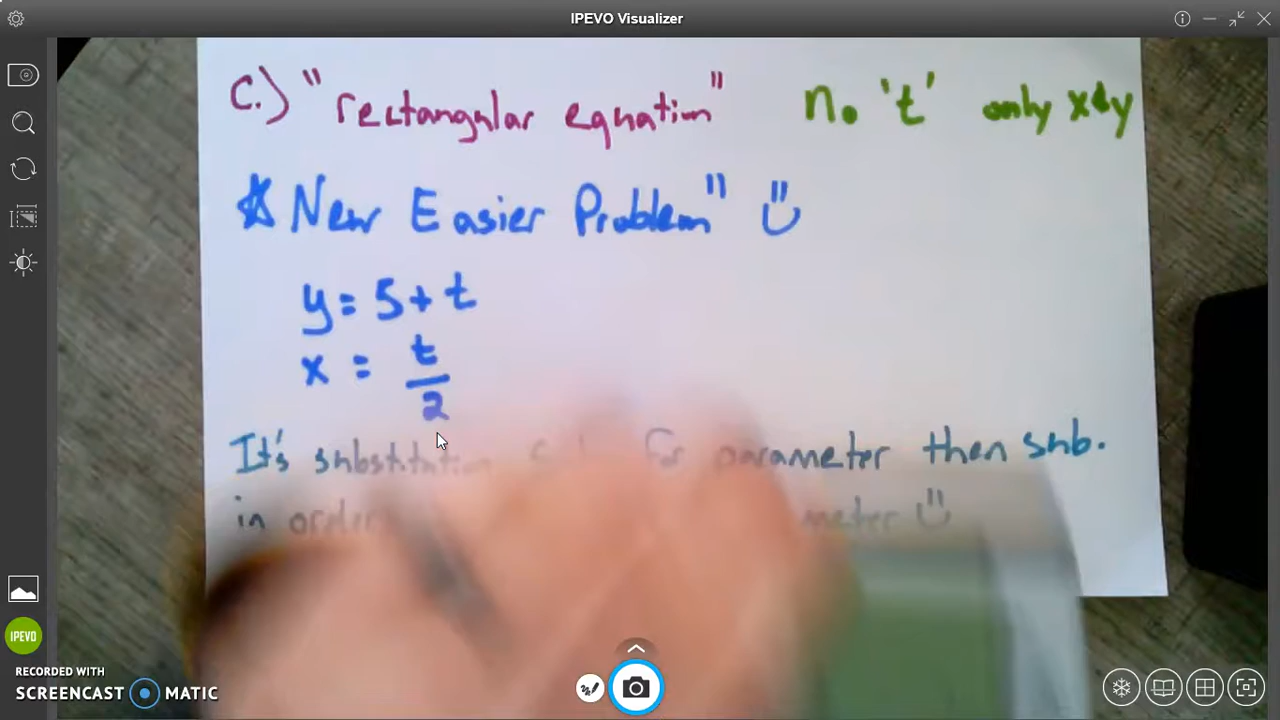 IPEVO Visualizer
C.) "rectangular equation" no 't' only x & y
☆ New Easier Problem" ت̈
y = 5 + t
x = t/2
It's substitution for parameter then sub.
in order
IPEVO
RECORDED WITH
SCREENCAST MATIC